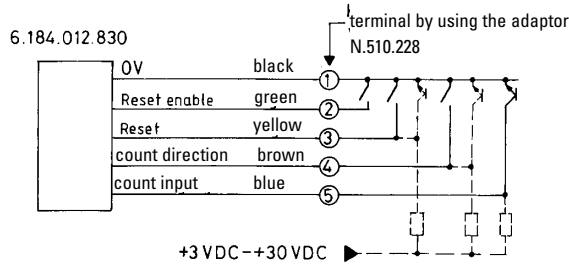 terminal by using the adaptor
N.510.228
6.184.012.830
0V black 1
Reset enable green 2
Reset yellow 3
count direction brown 4
count input blue 5
+3 VDC-+30 VDC